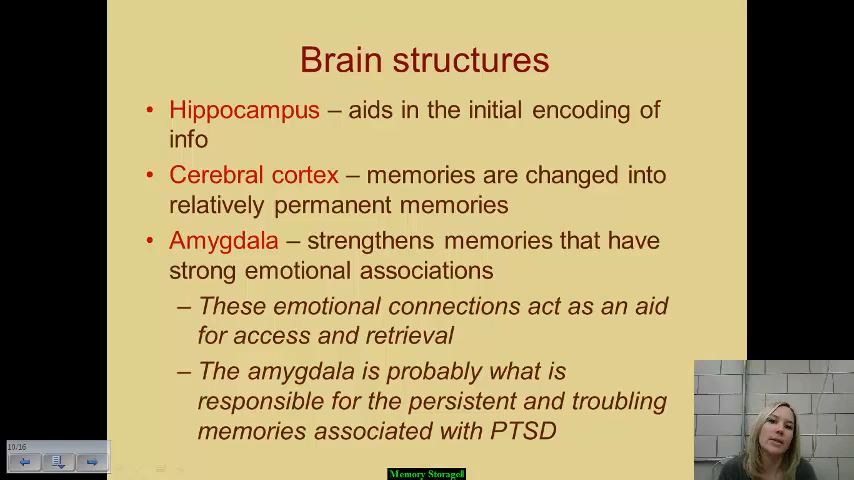 Brain structures
• Hippocampus – aids in the initial encoding of
info
• Cerebral cortex – memories are changed into
relatively permanent memories
• Amygdala – strengthens memories that have
strong emotional associations
– These emotional connections act as an aid
for access and retrieval
– The amygdala is probably what is
responsible for the persistent and troubling
memories associated with PTSD
10/16
Memory Storage